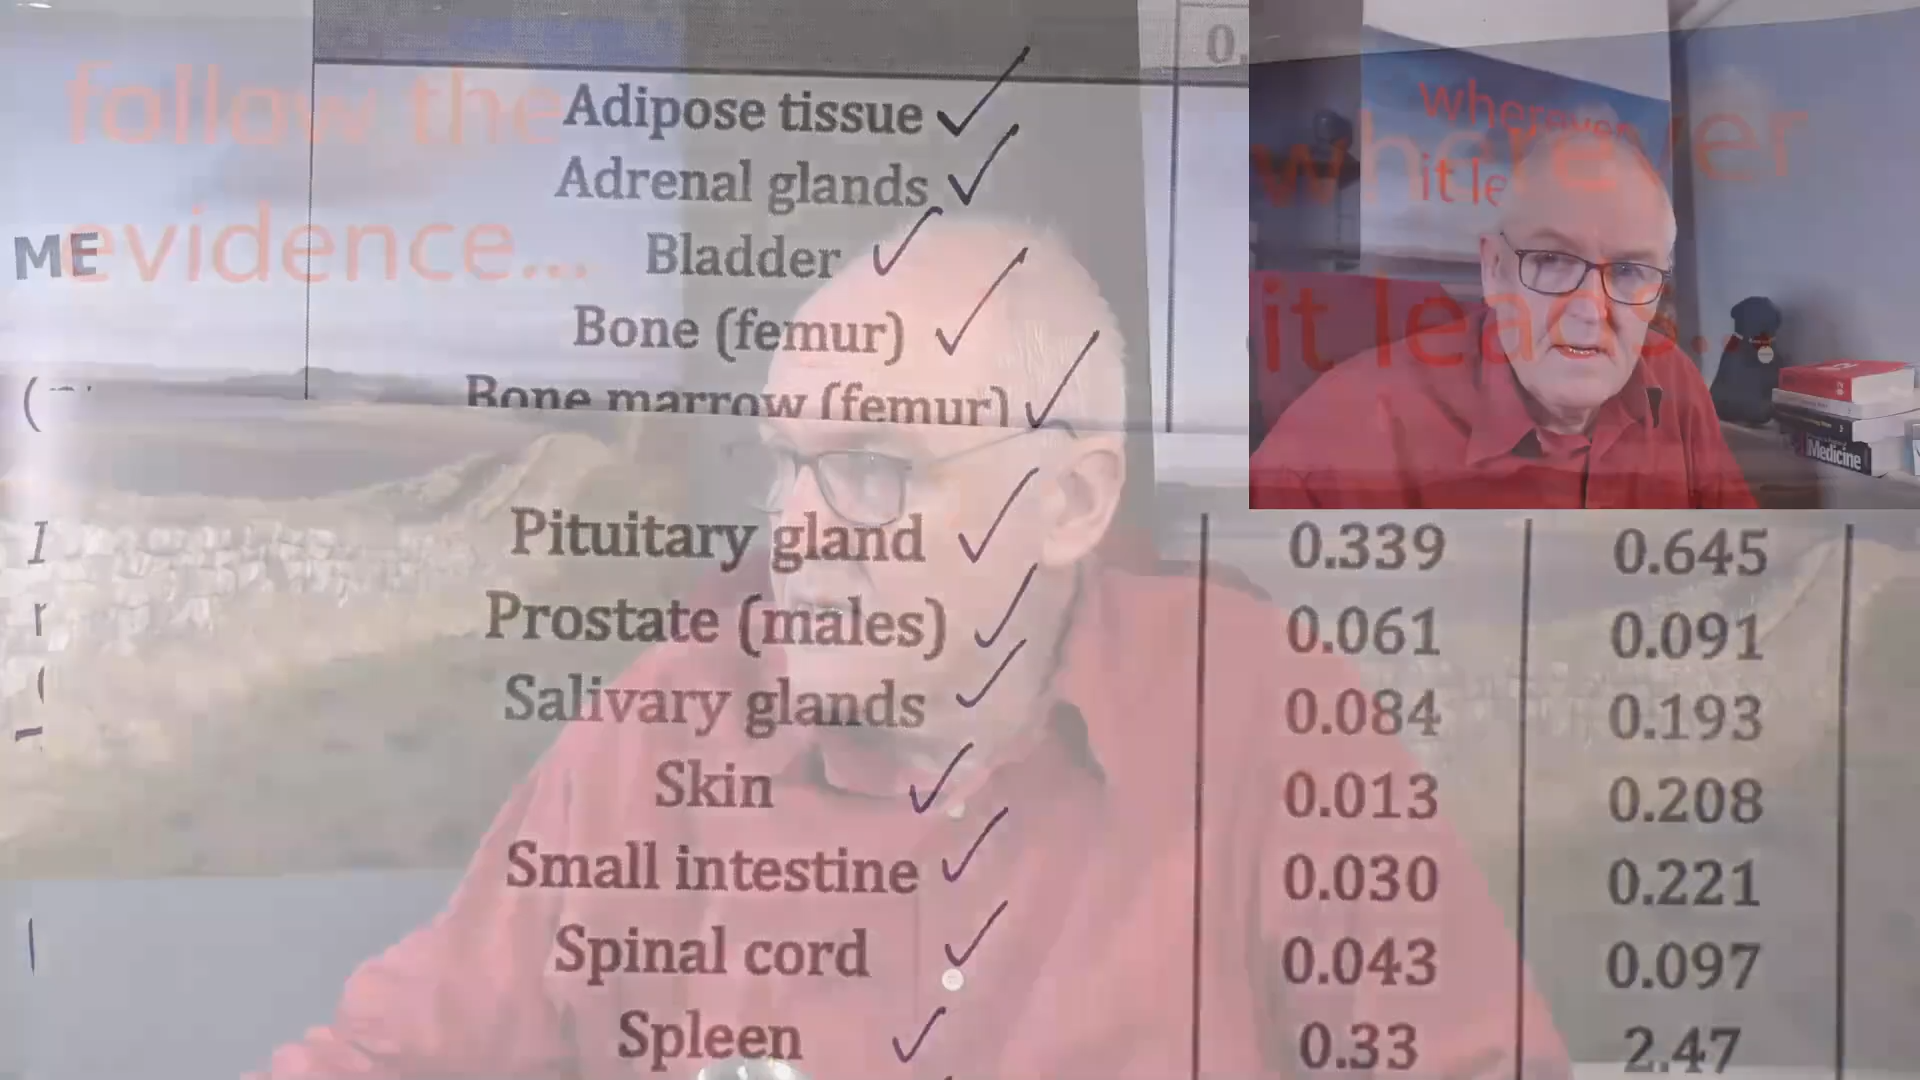 follow the
evidence...
wherever
it le
wherever
it leads...
ME
Adipose tissue
Adrenal glands
Bladder
Bone (femur)
Bone marrow (femur)
Medicine
Pituitary gland 0.339 0.645
Prostate (males) 0.061 0.091
Salivary glands 0.084 0.193
Skin 0.013 0.208
Small intestine 0.030 0.221
Spinal cord 0.043 0.097
Spleen 0.33 2.47